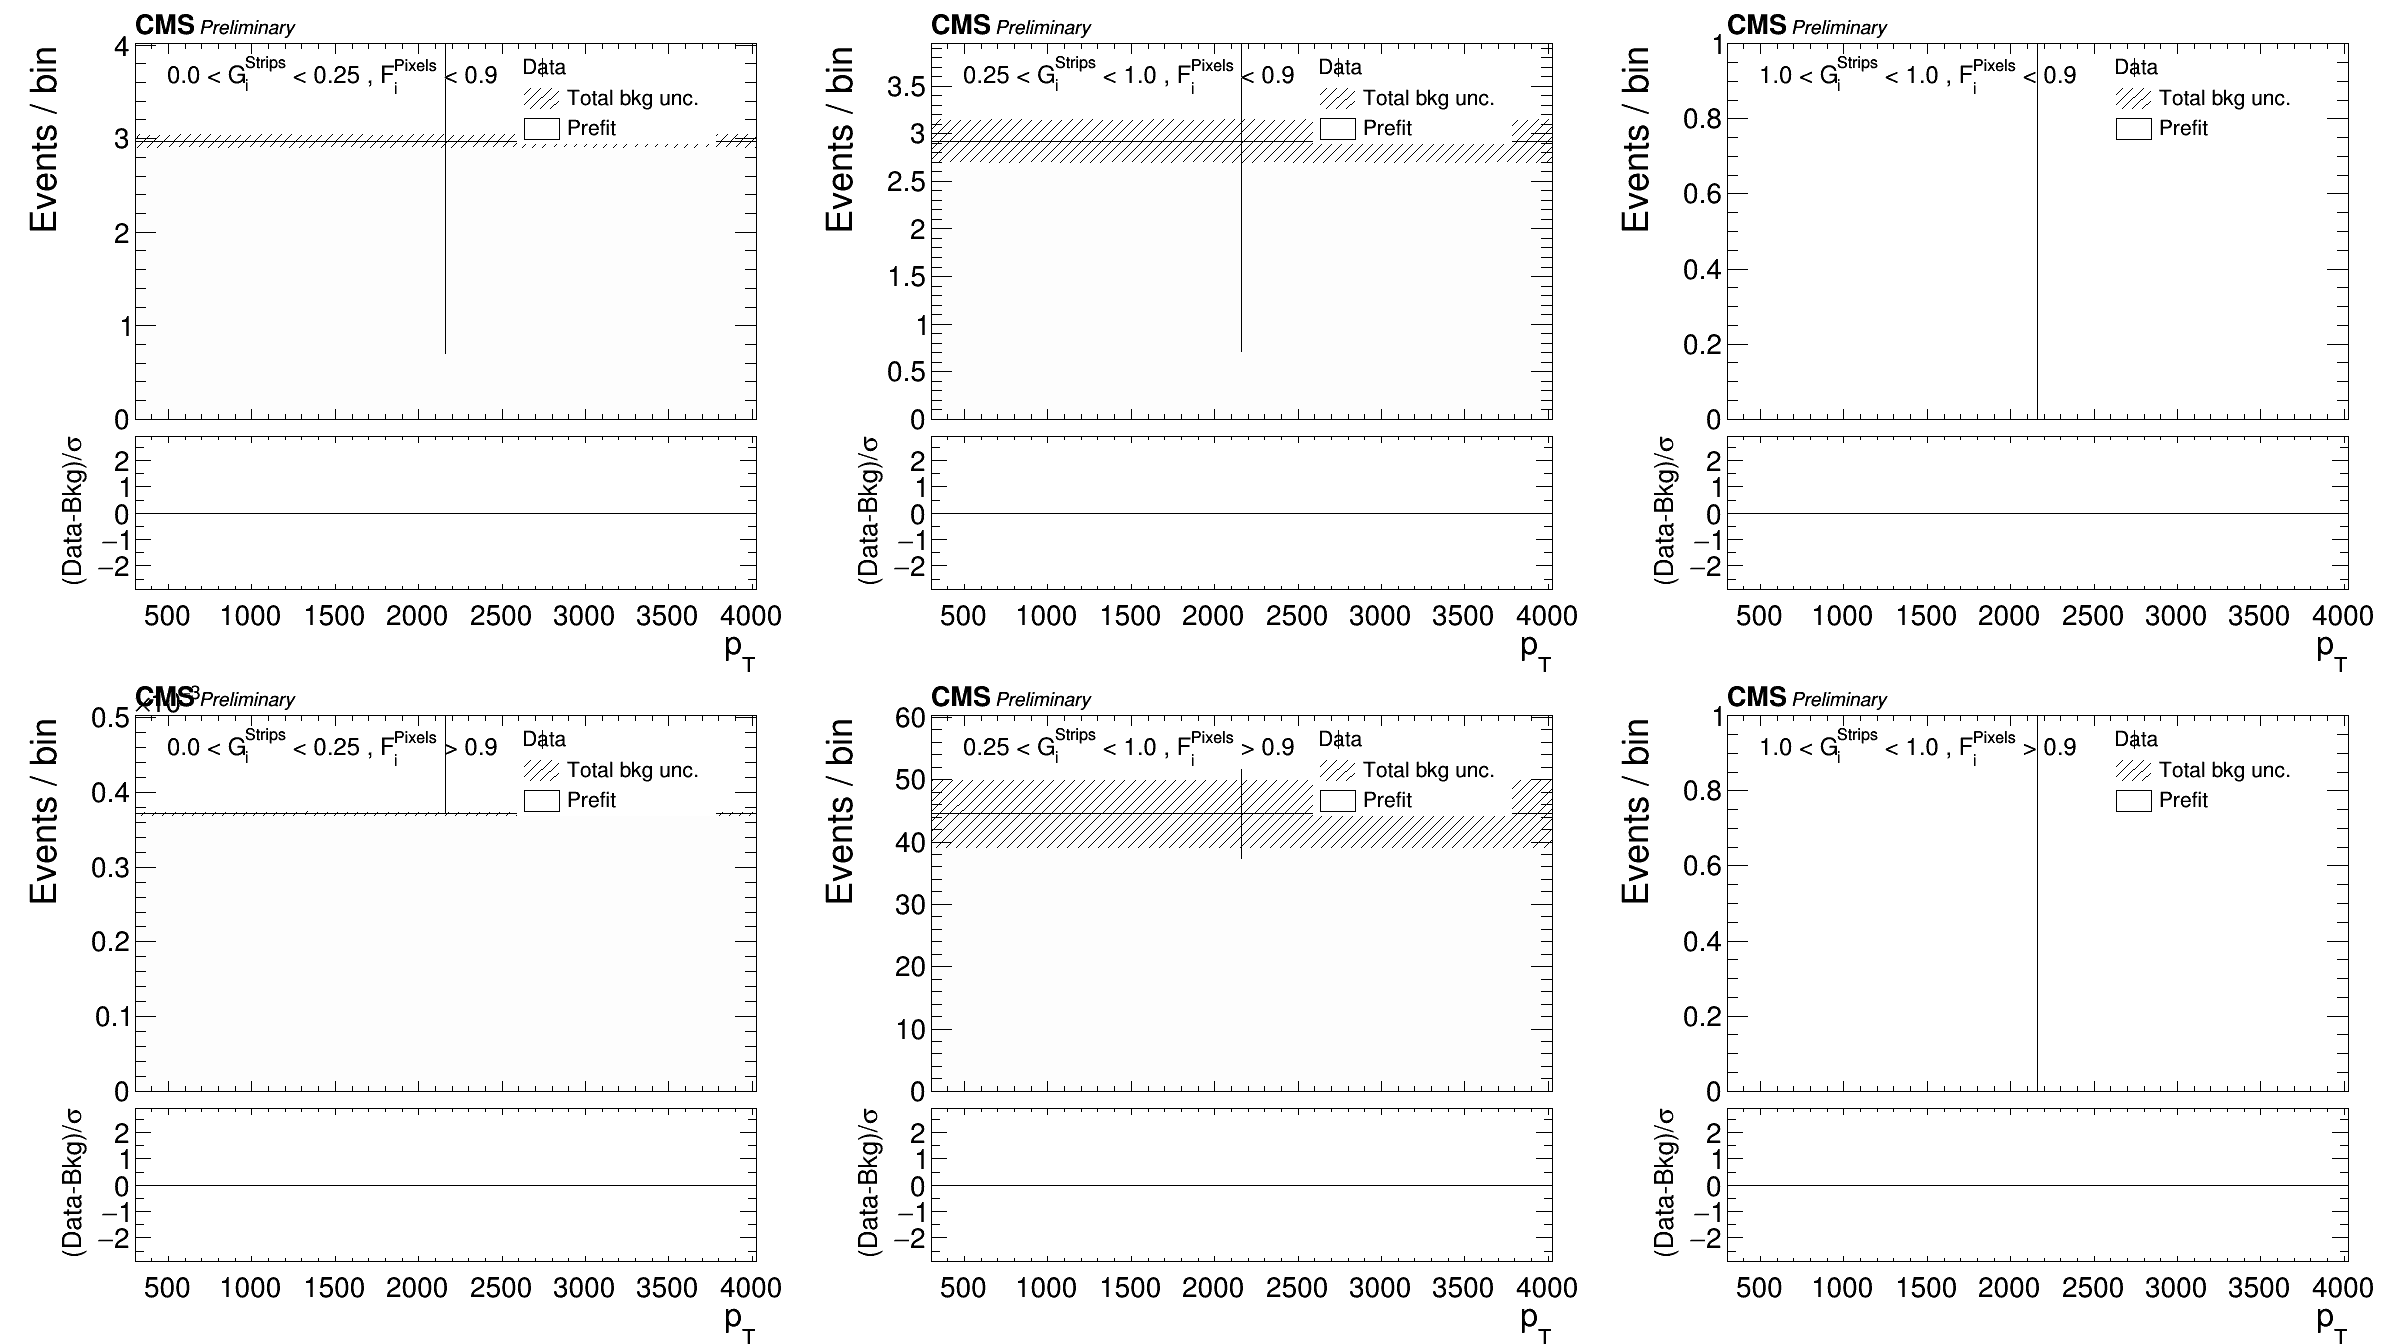 CMS Preliminary
Events / bin
0.0 < G_i^Strips < 0.25 , F_i^Pixels < 0.9
Data
Total bkg unc.
Prefit
4
3
2
1
0
(Data-Bkg)/σ
2
1
0
−1
−2
500 1000 1500 2000 2500 3000 3500 4000
p_T
CMS Preliminary
Events / bin
0.25 < G_i^Strips < 1.0 , F_i^Pixels < 0.9
Data
Total bkg unc.
Prefit
3.5
3
2.5
2
1.5
1
0.5
0
(Data-Bkg)/σ
2
1
0
−1
−2
500 1000 1500 2000 2500 3000 3500 4000
p_T
CMS Preliminary
Events / bin
1.0 < G_i^Strips < 1.0 , F_i^Pixels < 0.9
Data
Total bkg unc.
Prefit
1
0.8
0.6
0.4
0.2
0
(Data-Bkg)/σ
2
1
0
−1
−2
500 1000 1500 2000 2500 3000 3500 4000
p_T
CMS Preliminary
Events / bin
0.0 < G_i^Strips < 0.25 , F_i^Pixels > 0.9
Data
Total bkg unc.
Prefit
0.5
0.4
0.3
0.2
0.1
0
(Data-Bkg)/σ
2
1
0
−1
−2
500 1000 1500 2000 2500 3000 3500 4000
p_T
CMS Preliminary
Events / bin
0.25 < G_i^Strips < 1.0 , F_i^Pixels > 0.9
Data
Total bkg unc.
Prefit
60
50
40
30
20
10
0
(Data-Bkg)/σ
2
1
0
−1
−2
500 1000 1500 2000 2500 3000 3500 4000
p_T
CMS Preliminary
Events / bin
1.0 < G_i^Strips < 1.0 , F_i^Pixels > 0.9
Data
Total bkg unc.
Prefit
1
0.8
0.6
0.4
0.2
0
(Data-Bkg)/σ
2
1
0
−1
−2
500 1000 1500 2000 2500 3000 3500 4000
p_T